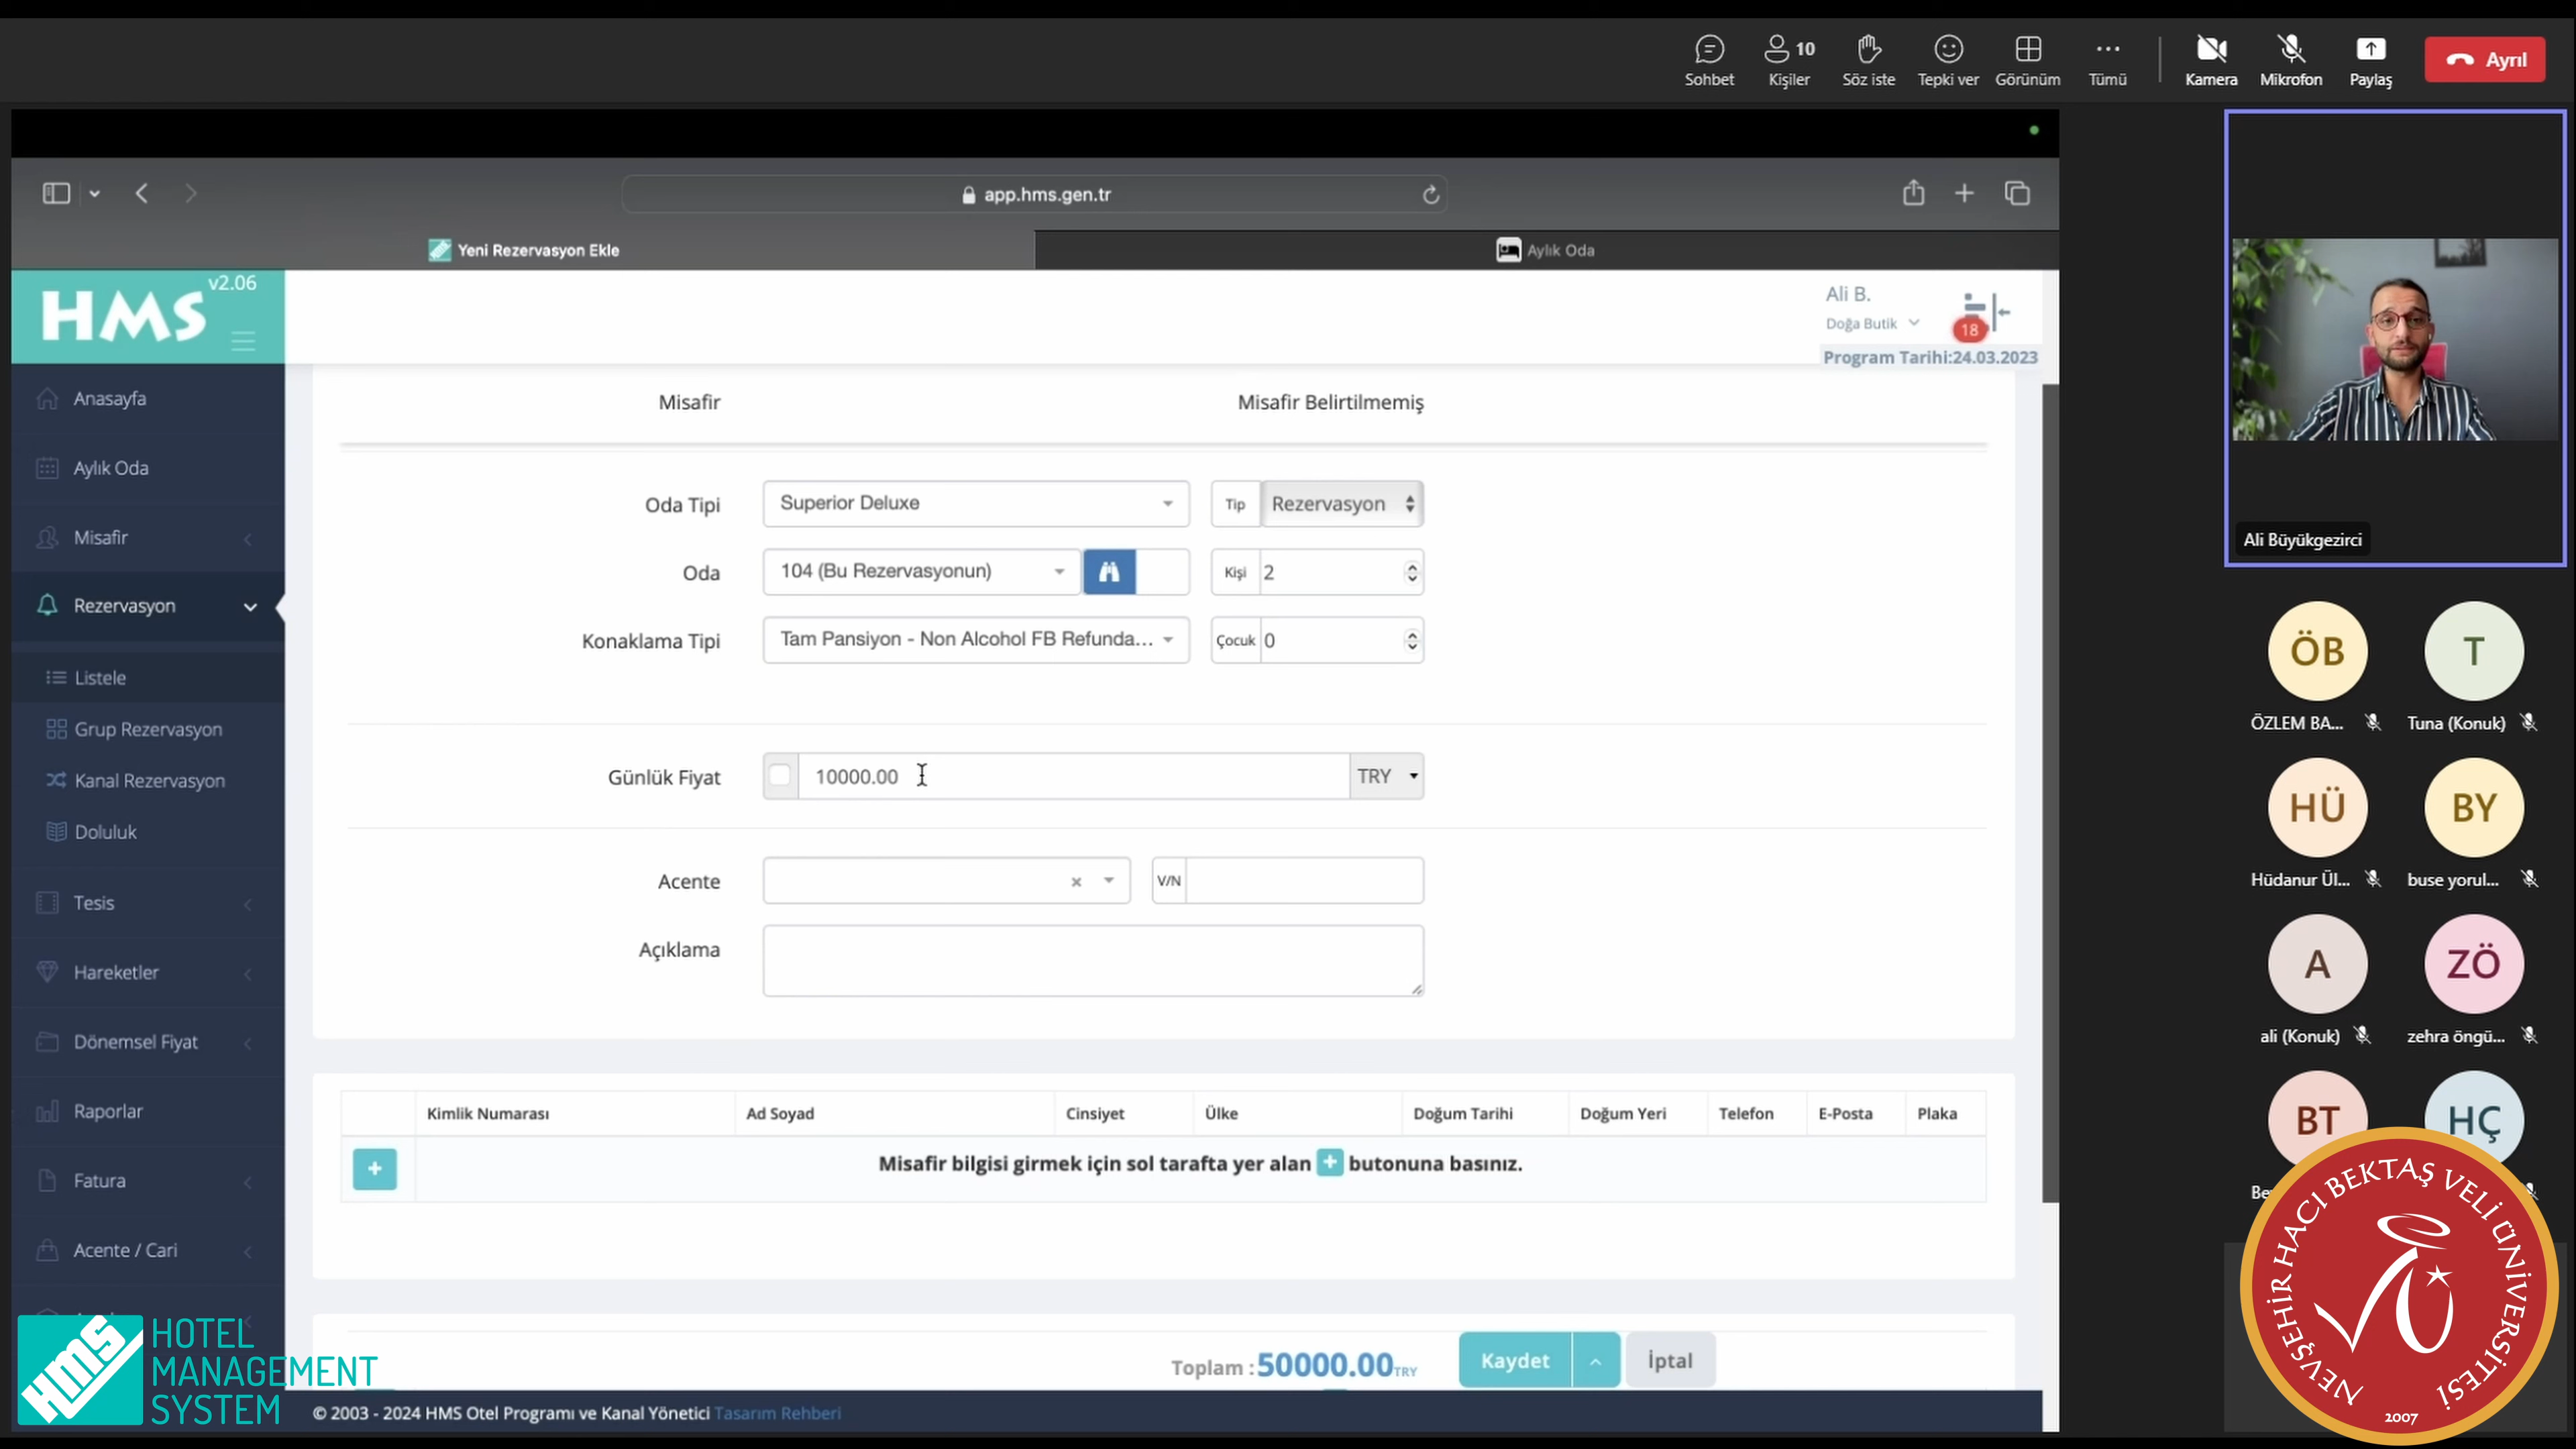 Sohbet
Kişiler 10
Söz iste
Tepki ver
Görünüm
Tümü
Kamera
Mikrofon
Paylaş
Ayrıl
app.hms.gen.tr
Yeni Rezervasyon Ekle
Aylık Oda
HMS v2.06
Ali B.
Doğa Butik
18
Program Tarihi:24.03.2023
Anasayfa
Aylık Oda
Misafir
Rezervasyon
Listele
Grup Rezervasyon
Kanal Rezervasyon
Doluluk
Tesis
Hareketler
Dönemsel Fiyat
Raporlar
Fatura
Acente / Cari
Misafir Misafir Belirtilmemiş
Oda Tipi Superior Deluxe Tip Rezervasyon
Oda 104 (Bu Rezervasyonun) Kişi 2
Konaklama Tipi Tam Pansiyon - Non Alcohol FB Refunda... Çocuk 0
Günlük Fiyat 10000.00 TRY
Acente × V/N
Açıklama
Kimlik Numarası Ad Soyad Cinsiyet Ülke Doğum Tarihi Doğum Yeri Telefon E-Posta Plaka
+ Misafir bilgisi girmek için sol tarafta yer alan + butonuna basınız.
Toplam :50000.00TRY Kaydet İptal
© 2003 - 2024 HMS Otel Programı ve Kanal Yönetici Tasarım Rehberi
HMS
HOTEL
MANAGEMENT
SYSTEM
Ali Büyükgezirci
ÖB T
ÖZLEM BA... Tuna (Konuk)
HÜ BY
Hüdanur Ül... buse yorul...
A ZÖ
ali (Konuk) zehra öngü...
BT HÇ
NEVŞEHİR HACI BEKTAŞ VELİ ÜNİVERSİTESİ
2007